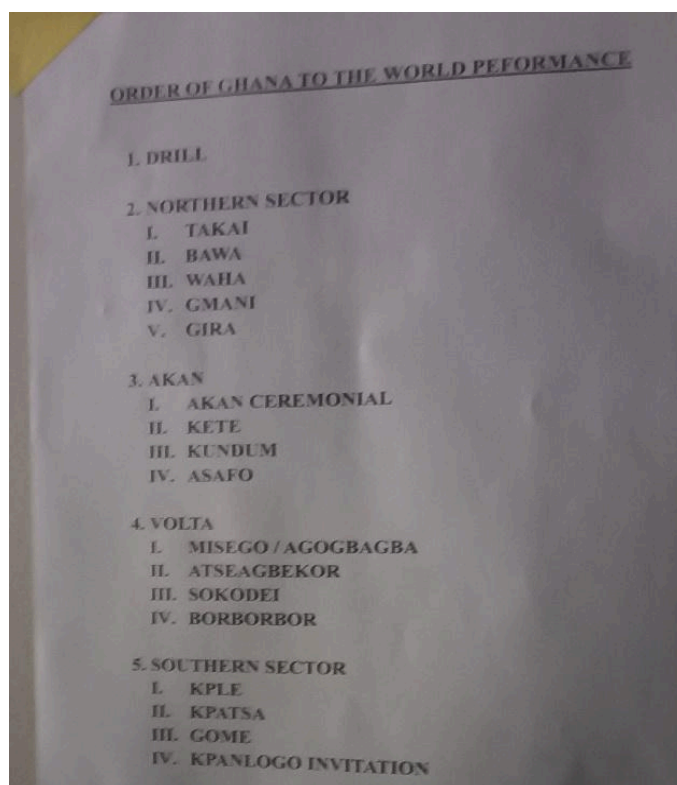 ORDER OF GHANA TO THE WORLD PEFORMANCE
1. DRILL
2. NORTHERN SECTOR
I. TAKAI
II. BAWA
III. WAHA
IV. GMANI
V. GIRA
3. AKAN
I. AKAN CEREMONIAL
II. KETE
III. KUNDUM
IV. ASAFO
4. VOLTA
I. MISEGO / AGOGBAGBA
II. ATSEAGBEKOR
III. SOKODEI
IV. BORBORBOR
5. SOUTHERN SECTOR
I. KPLE
II. KPATSA
III. GOME
IV. KPANLOGO INVITATION